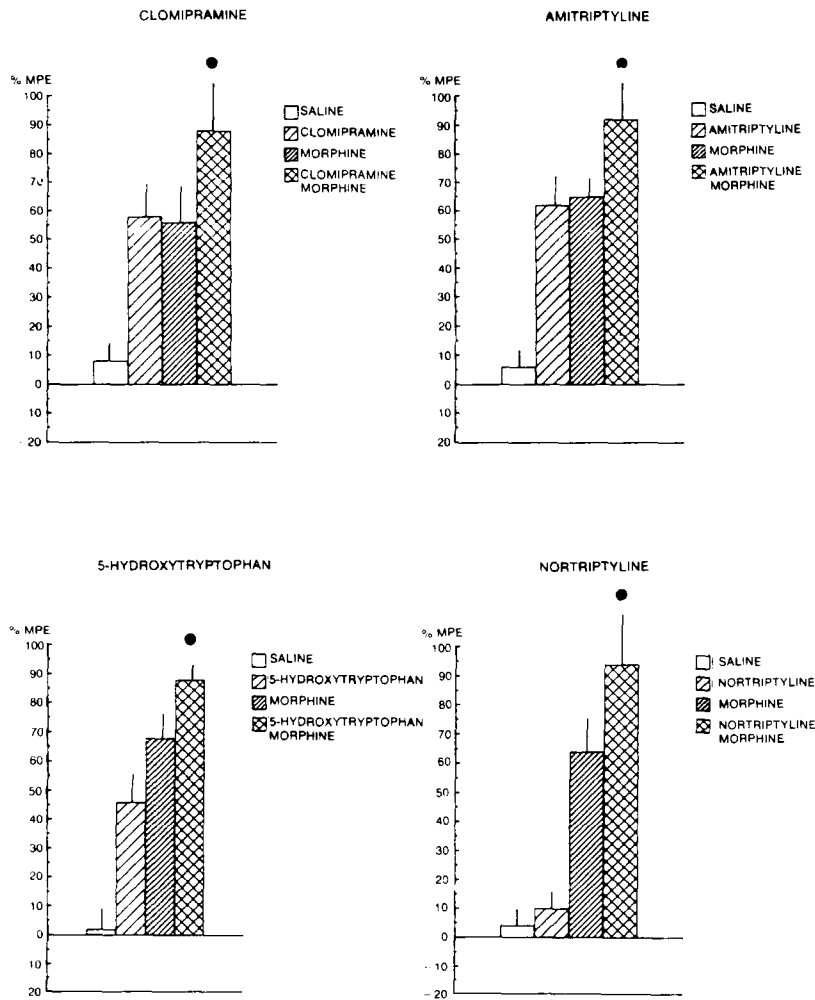 CLOMIPRAMINE
% MPE
100
90
80
60
50
40
30
20
10
0
10
20
SALINE
CLOMIPRAMINE
MORPHINE
CLOMIPRAMINE
MORPHINE
AMITRIPTYLINE
% MPE
100
90
80
70
60
50
40
30
20
10
0
10
20
SALINE
AMITRIPTYLINE
MORPHINE
AMITRIPTYLINE
MORPHINE
5-HYDROXYTRYPTOPHAN
% MPE
100
90
80
70
60
50
40
30
20
10
0
10
20
SALINE
5-HYDROXYTRYPTOPHAN
MORPHINE
5-HYDROXYTRYPTOPHAN
MORPHINE
NORTRIPTYLINE
% MPE
100
90
80
70
60
50
40
30
20
10
0
- 10
- 20
SALINE
NORTRIPTYLINE
MORPHINE
NORTRIPTYLINE
MORPHINE